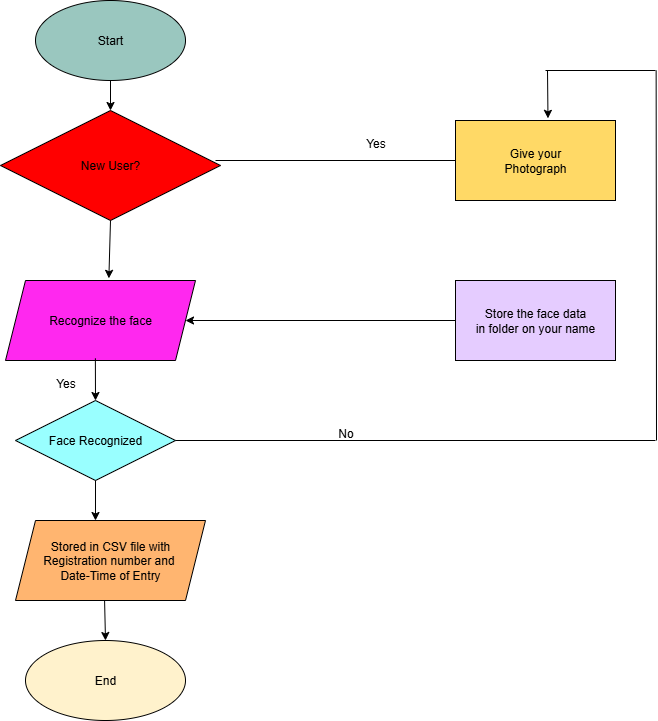 Start
New User?
Yes
Give your
Photograph
Recognize the face
Store the face data
in folder on your name
Yes
Face Recognized
No
Stored in CSV file with
Registration number and
Date-Time of Entry
End